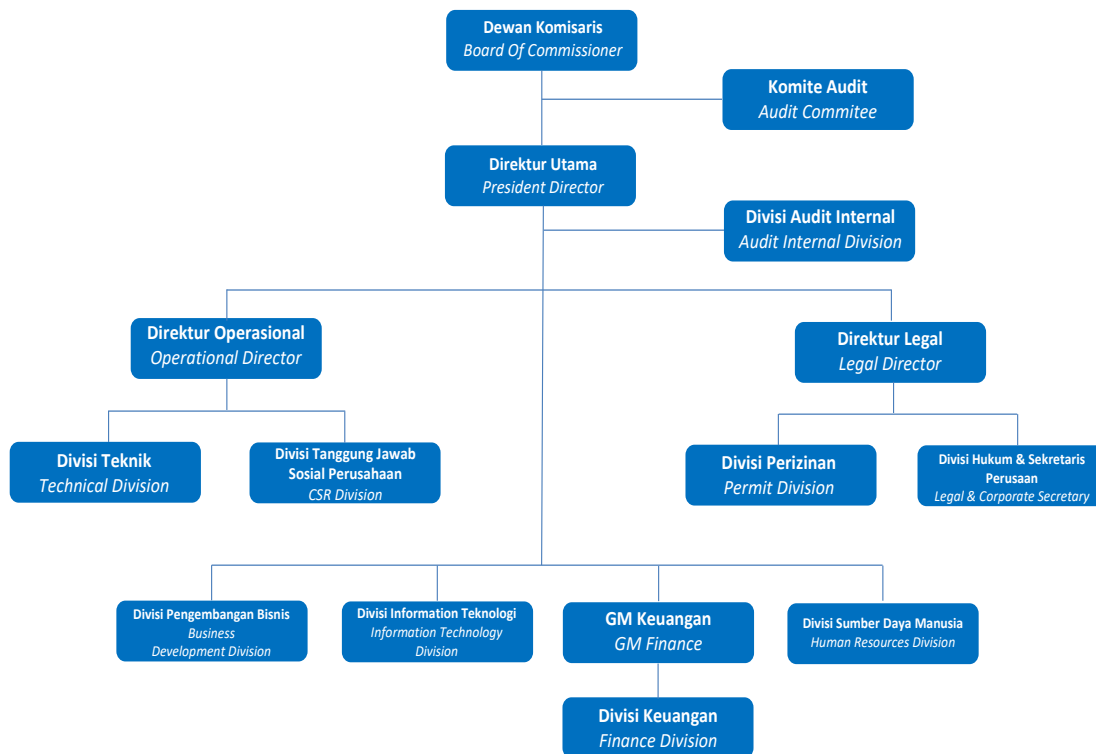 Dewan Komisaris
Board Of Commissioner
Komite Audit
Audit Commitee
Direktur Utama
President Director
Divisi Audit Internal
Audit Internal Division
Direktur Operasional
Operational Director
Direktur Legal
Legal Director
Divisi Teknik
Technical Division
Divisi Tanggung Jawab
Sosial Perusahaan
CSR Division
Divisi Perizinan
Permit Division
Divisi Hukum & Sekretaris
Perusaan
Legal & Corporate Secretary
Divisi Pengembangan Bisnis
Business
Development Division
Divisi Information Teknologi
Information Technology
Division
GM Keuangan
GM Finance
Divisi Sumber Daya Manusia
Human Resources Division
Divisi Keuangan
Finance Division